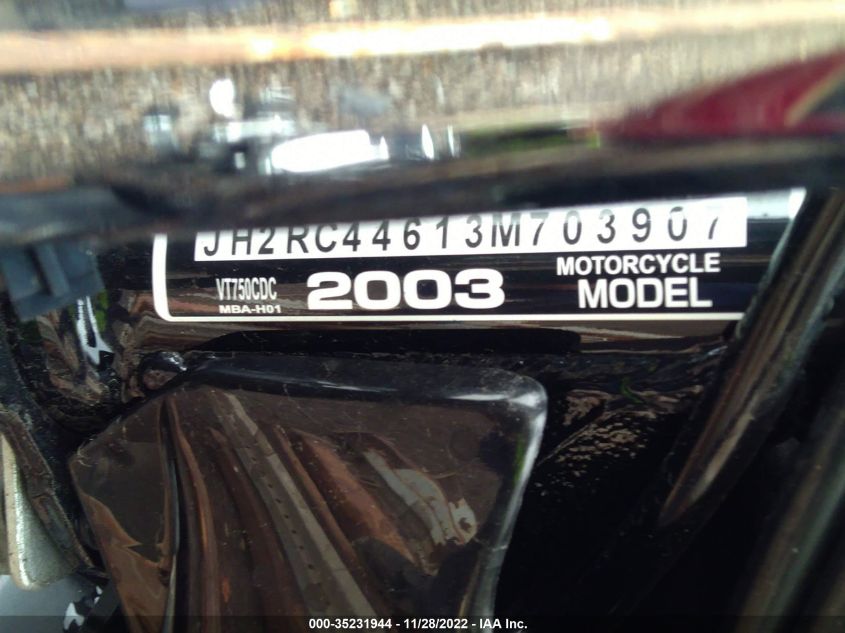 JH2RC44613M703907
VT750CDC 2003 MOTORCYCLE
MBA-H01 MODEL
000-35231944 - 11/28/2022 - IAA Inc.